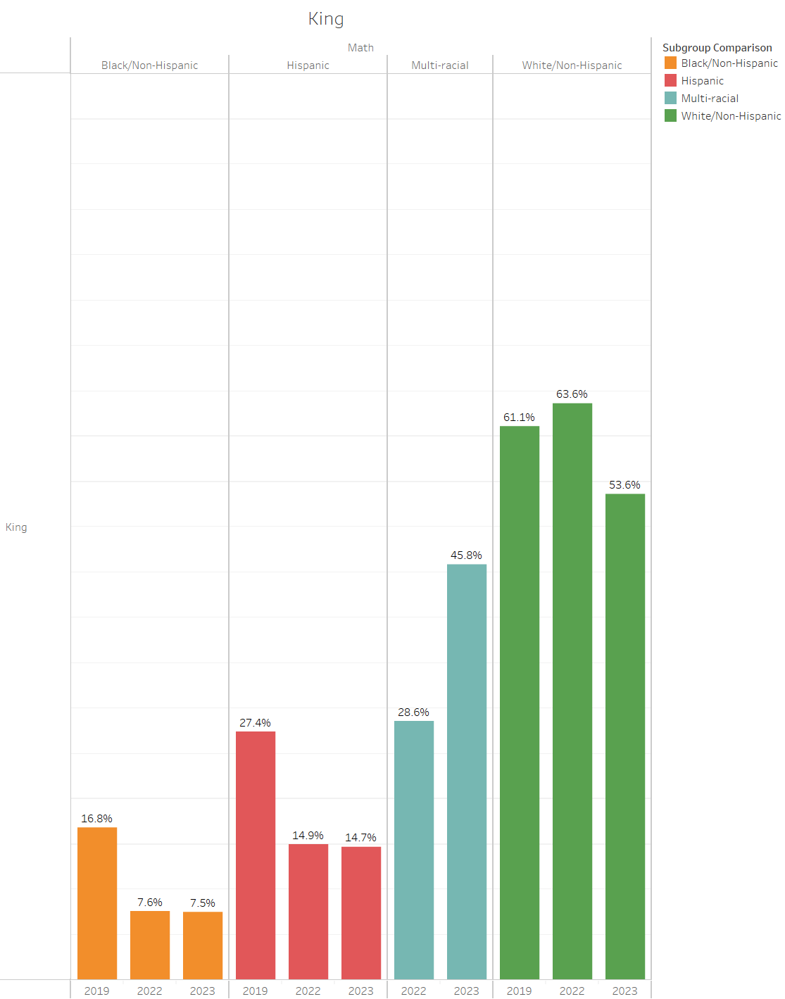 King
Math
Black/Non-Hispanic Hispanic Multi-racial White/Non-Hispanic
Subgroup Comparison
Black/Non-Hispanic
Hispanic
Multi-racial
White/Non-Hispanic
63.6%
61.1%
53.6%
King
45.8%
28.6%
27.4%
16.8%
14.9% 14.7%
7.6% 7.5%
2019 2022 2023 2019 2022 2023 2022 2023 2019 2022 2023